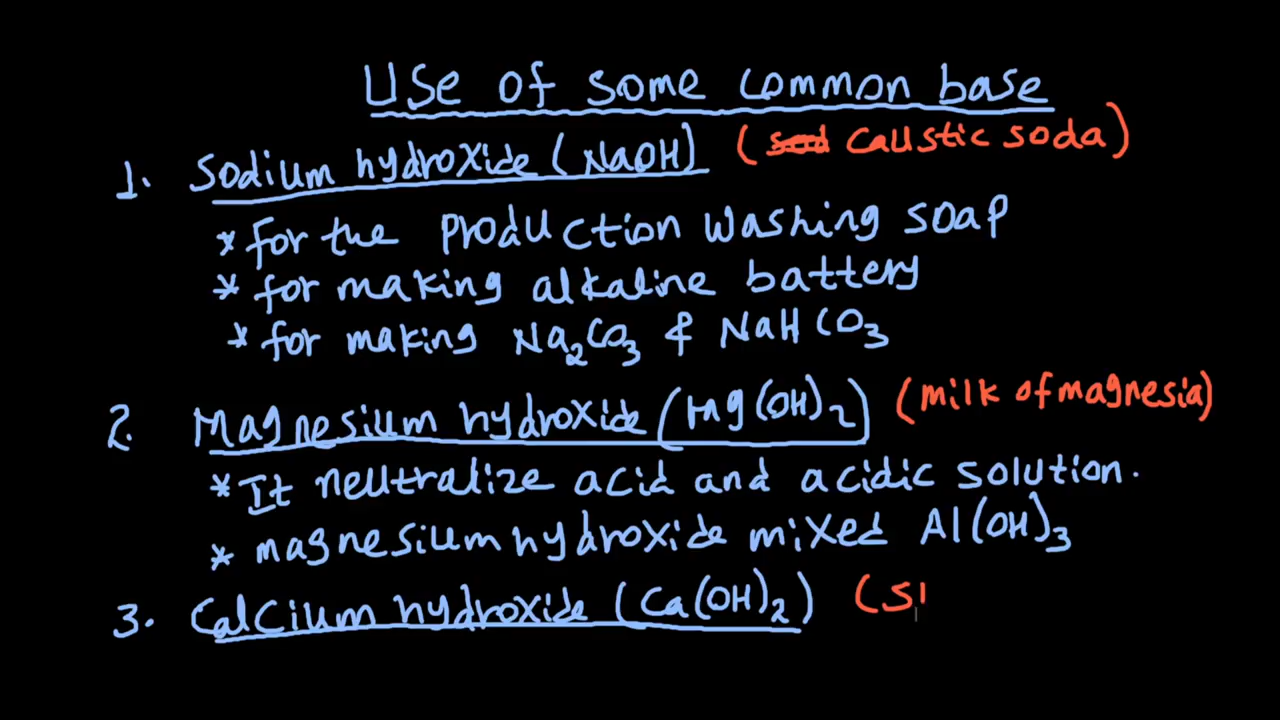 Use of some common base
1. Sodium hydroxide (NaOH) (caustic soda)
* for the production washing soap
* for making alkaline battery
* for making Na₂CO₃ & NaHCO₃
2. Magnesium hydroxide (Mg(OH)₂) (milk of magnesia)
* It neutralize acid and acidic solution.
* magnesium hydroxide mixed Al(OH)₃
3. Calcium hydroxide (Ca(OH)₂) (sl